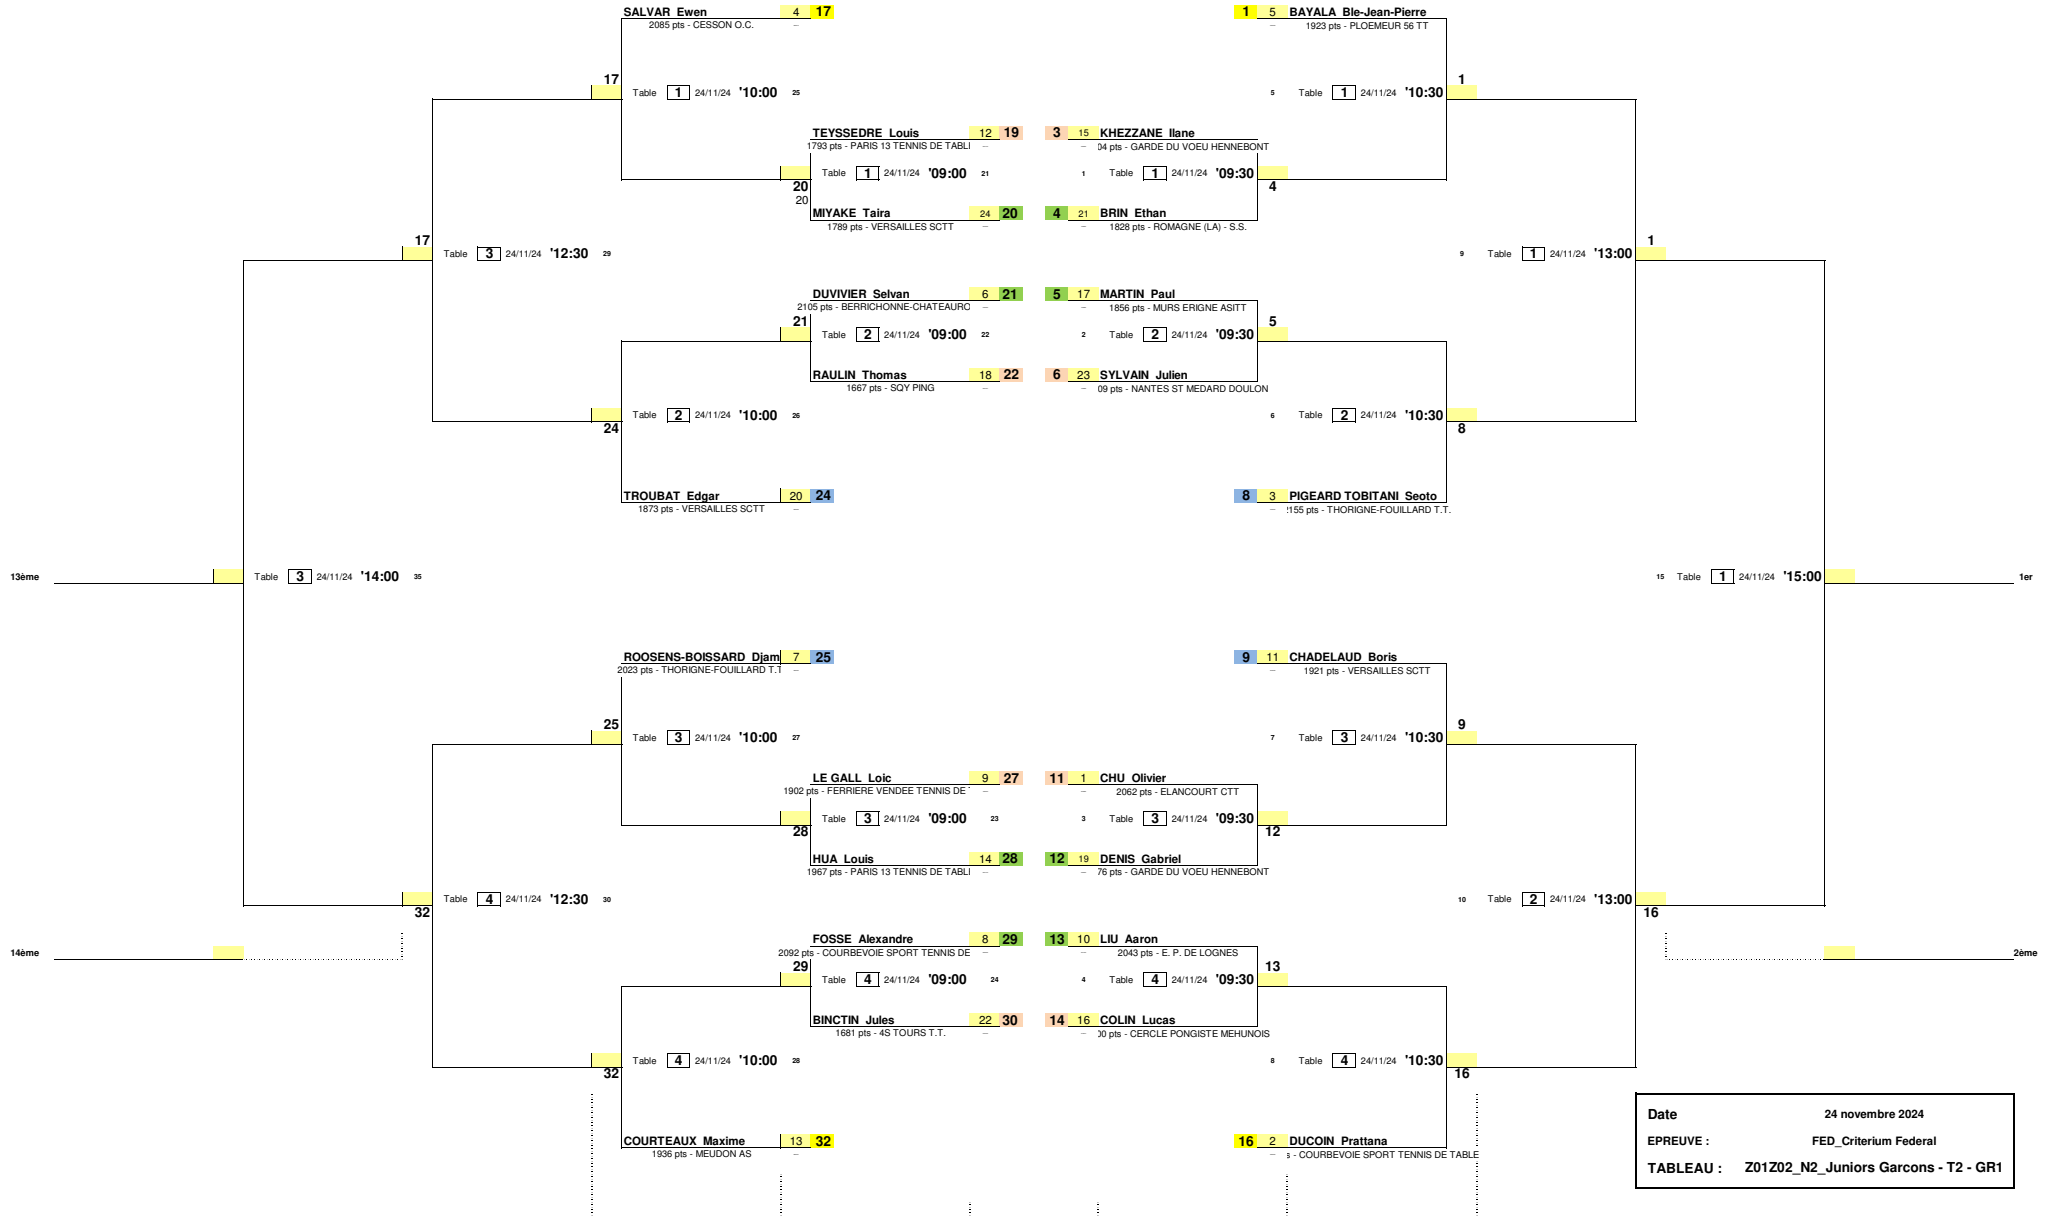 SALVAR Ewen 4 17
2085 pts - CESSON O.C. –
1 5 BAYALA Ble-Jean-Pierre
– 1923 pts - PLOEMEUR 56 TT
17
Table 1 24/11/24 '10:00 25
1
5 Table 1 24/11/24 '10:30
TEYSSEDRE Louis 12 19
1793 pts - PARIS 13 TENNIS DE TABLI –
3 15 KHEZZANE Ilane
– 04 pts - GARDE DU VOEU HENNEBONT
Table 1 24/11/24 '09:00 21
20
20
1 Table 1 24/11/24 '09:30
4
MIYAKE Taira 24 20
1789 pts - VERSAILLES SCTT –
4 21 BRIN Ethan
– 1828 pts - ROMAGNE (LA) - S.S.
17
Table 3 24/11/24 '12:30 29
1
9 Table 1 24/11/24 '13:00
DUVIVIER Selvan 6 21
2105 pts - BERRICHONNE-CHATEAURO –
5 17 MARTIN Paul
– 1856 pts - MURS ERIGNE ASITT
21
Table 2 24/11/24 '09:00 22
5
2 Table 2 24/11/24 '09:30
RAULIN Thomas 18 22
1667 pts - SQY PING –
6 23 SYLVAIN Julien
– 09 pts - NANTES ST MEDARD DOULON
Table 2 24/11/24 '10:00 26
24
6 Table 2 24/11/24 '10:30
8
TROUBAT Edgar 20 24
1873 pts - VERSAILLES SCTT –
8 3 PIGEARD TOBITANI Seoto
– 155 pts - THORIGNE-FOUILLARD T.T.
13ème
Table 3 24/11/24 '14:00 35
15 Table 1 24/11/24 '15:00
1er
ROOSENS-BOISSARD Djam 7 25
2023 pts - THORIGNE-FOUILLARD T.T –
9 11 CHADELAUD Boris
– 1921 pts - VERSAILLES SCTT
25
Table 3 24/11/24 '10:00 27
9
7 Table 3 24/11/24 '10:30
LE GALL Loic 9 27
1902 pts - FERRIERE VENDEE TENNIS DE –
11 1 CHU Olivier
– 2062 pts - ELANCOURT CTT
Table 3 24/11/24 '09:00 23
28
3 Table 3 24/11/24 '09:30
12
HUA Louis 14 28
1967 pts - PARIS 13 TENNIS DE TABLI –
12 19 DENIS Gabriel
– 76 pts - GARDE DU VOEU HENNEBONT
Table 4 24/11/24 '12:30 30
32
10 Table 2 24/11/24 '13:00
16
FOSSE Alexandre 8 29
2092 pts - COURBEVOIE SPORT TENNIS DE –
13 10 LIU Aaron
– 2043 pts - E. P. DE LOGNES
14ème
2ème
29
Table 4 24/11/24 '09:00 24
13
4 Table 4 24/11/24 '09:30
BINCTIN Jules 22 30
1681 pts - 4S TOURS T.T. –
14 16 COLIN Lucas
– 00 pts - CERCLE PONGISTE MEHUNOIS
Table 4 24/11/24 '10:00 28
32
8 Table 4 24/11/24 '10:30
16
COURTEAUX Maxime 13 32
1936 pts - MEUDON AS –
16 2 DUCOIN Prattana
– s - COURBEVOIE SPORT TENNIS DE TABLE
Date 24 novembre 2024
EPREUVE : FED_Criterium Federal
TABLEAU : Z01Z02_N2_Juniors Garcons - T2 - GR1